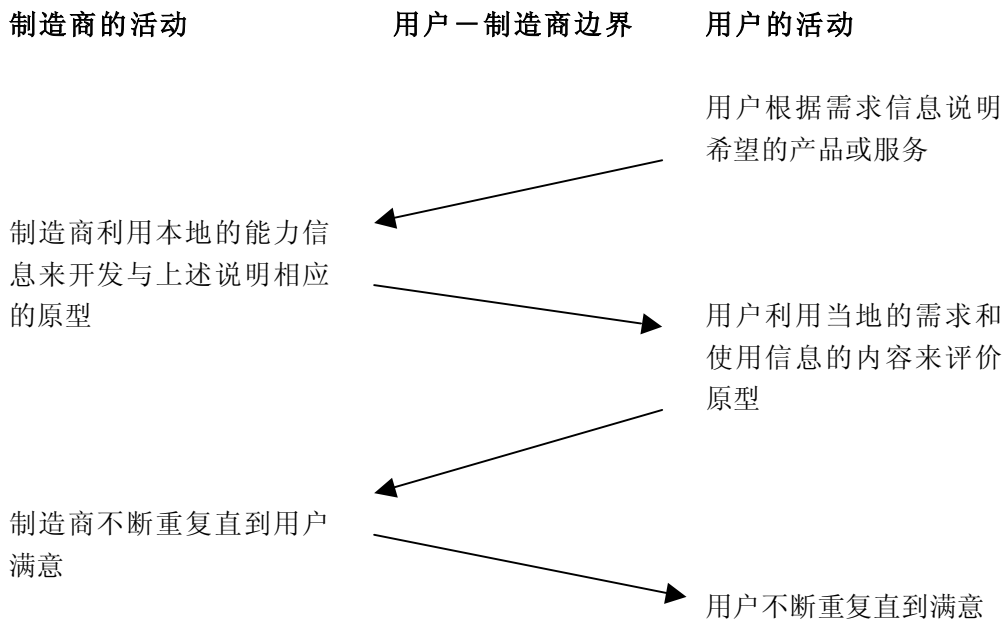 制造商的活动 用户－制造商边界 用户的活动
用户根据需求信息说明
希望的产品或服务
制造商利用本地的能力信
息来开发与上述说明相应
的原型
用户利用当地的需求和
使用信息的内容来评价
原型
制造商不断重复直到用户
满意
用户不断重复直到满意